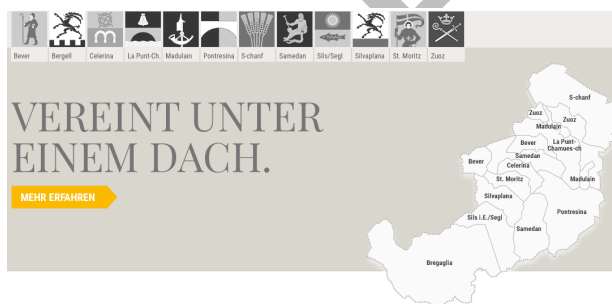 Bever
Bergell
Celerina
La Punt-Ch.
Madulain
Pontresina
S-chanf
Samedan
Sils/Segl
Silvaplana
St. Moritz
Zuoz
VEREINT UNTER
EINEM DACH.
MEHR ERFAHREN
S-chanf
Zuoz
Zuoz
Madulain
Bever
La Punt-
Chamues-ch
Samedan
Bever
Celerina
St. Moritz
Madulain
Silvaplana
Pontresina
Sils i.E./Segl
Samedan
Bregaglia